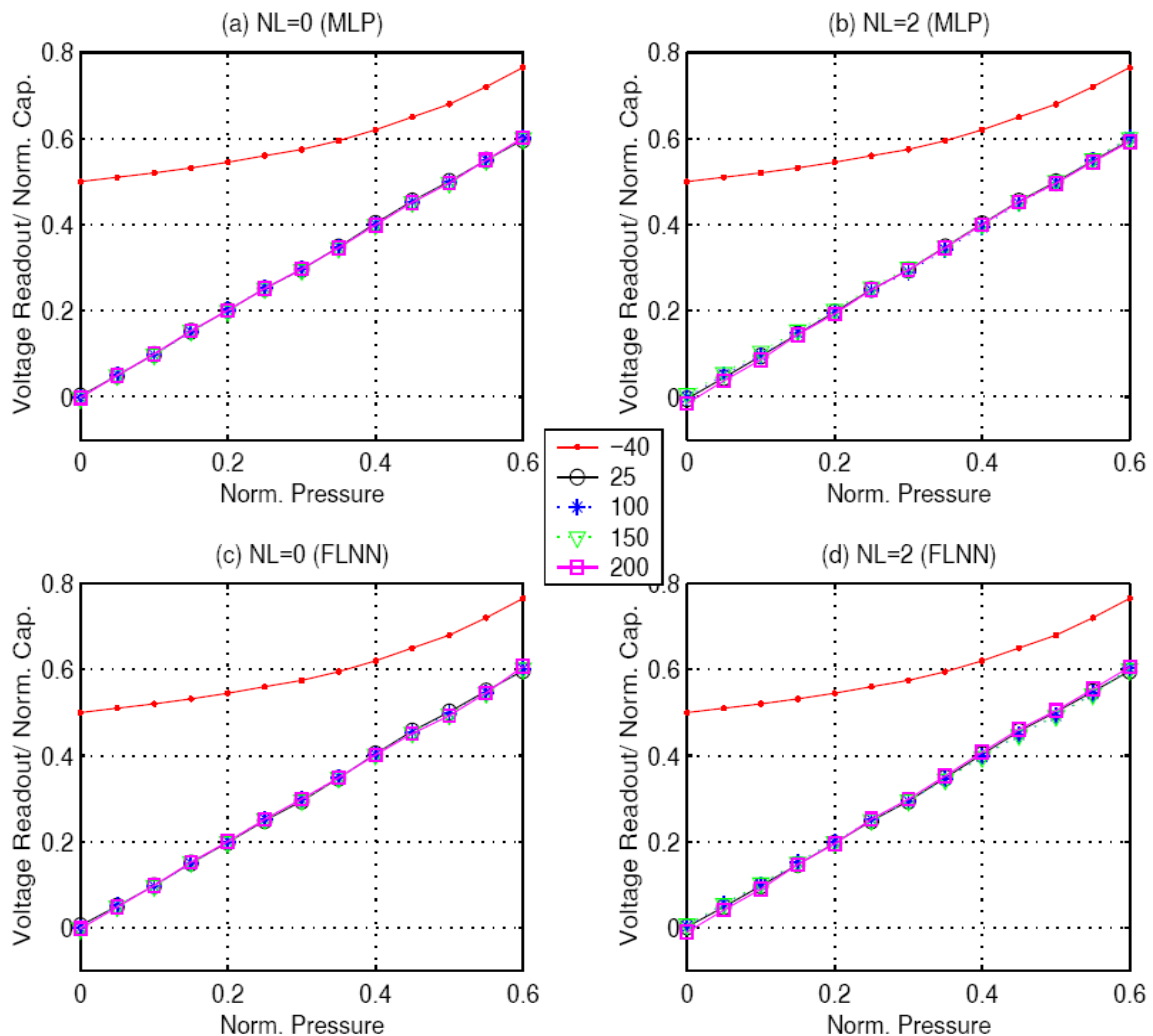 (a) NL=0 (MLP)
Voltage Readout/ Norm. Cap.
0.8
0.6
0.4
0.2
0
0 0.2 0.4 0.6
Norm. Pressure
(b) NL=2 (MLP)
Voltage Readout/ Norm. Cap.
0.8
0.6
0.4
0.2
0
0 0.2 0.4 0.6
Norm. Pressure
−40
25
100
150
200
(c) NL=0 (FLNN)
Voltage Readout/ Norm. Cap.
0.8
0.6
0.4
0.2
0
0 0.2 0.4 0.6
Norm. Pressure
(d) NL=2 (FLNN)
Voltage Readout/ Norm. Cap.
0.8
0.6
0.4
0.2
0
0 0.2 0.4 0.6
Norm. Pressure